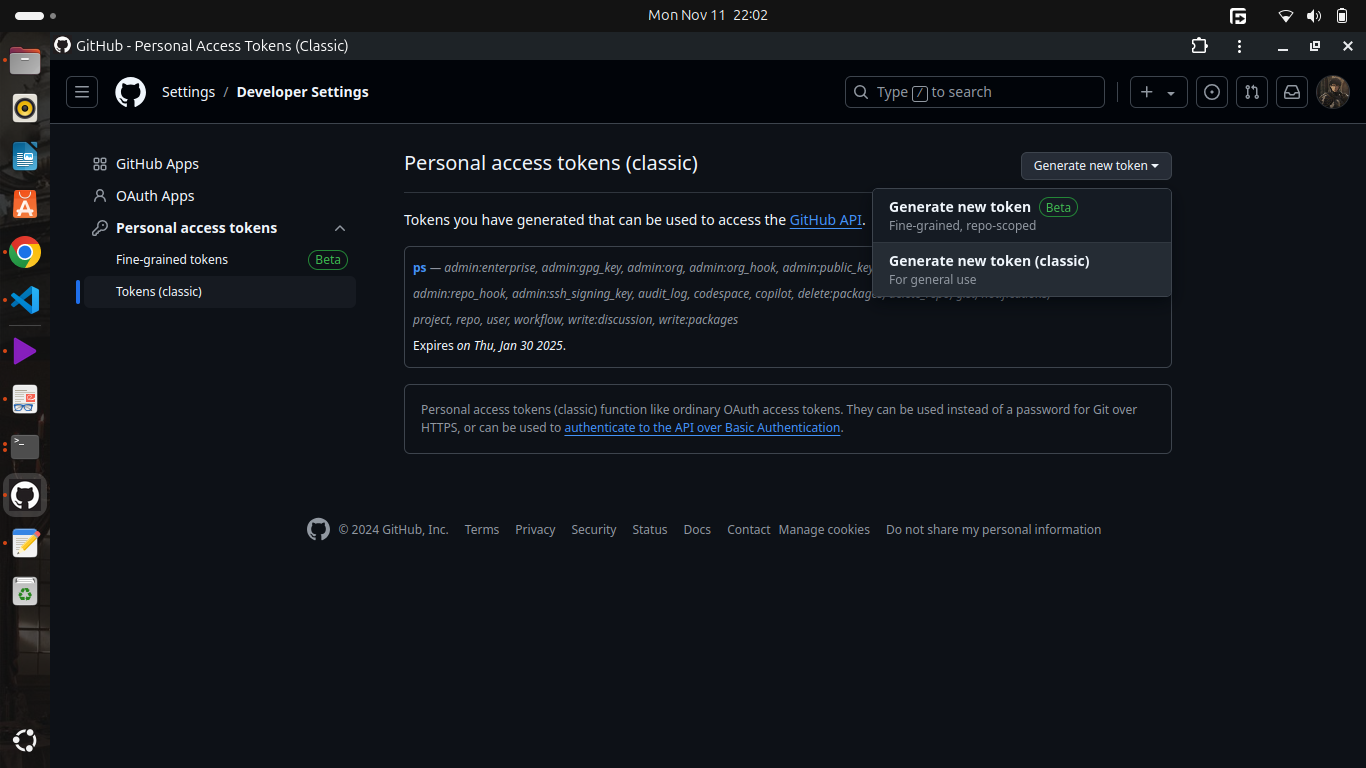 Mon Nov 11 22:02
GitHub - Personal Access Tokens (Classic)
Settings / Developer Settings
Type / to search
GitHub Apps
OAuth Apps
Personal access tokens
Fine-grained tokens Beta
Tokens (classic)
Personal access tokens (classic)
Generate new token
Generate new token Beta
Fine-grained, repo-scoped
Generate new token (classic)
For general use
Tokens you have generated that can be used to access the GitHub API.
ps — admin:enterprise, admin:gpg_key, admin:org, admin:org_hook, admin:public_key
admin:repo_hook, admin:ssh_signing_key, audit_log, codespace, copilot, delete:packages,
project, repo, user, workflow, write:discussion, write:packages
Expires on Thu, Jan 30 2025.
Personal access tokens (classic) function like ordinary OAuth access tokens. They can be used instead of a password for Git over
HTTPS, or can be used to authenticate to the API over Basic Authentication.
© 2024 GitHub, Inc. Terms Privacy Security Status Docs Contact Manage cookies Do not share my personal information